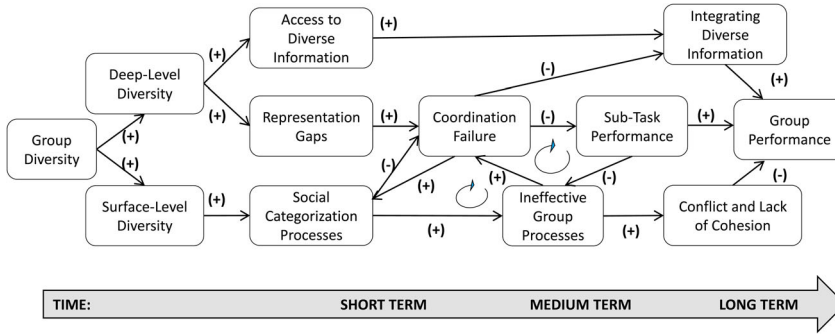 Access to
Diverse
Information
(+)
Integrating
Diverse
Information
(+)
(-)
(+)
Deep-Level
Diversity
(+)
Representation
Gaps
(+)
Coordination
Failure
(-)
Sub-Task
Performance
(+)
Group
Performance
Group
Diversity
(+)
(+)
(-)
(+)
(+)
(-)
(-)
Surface-Level
Diversity
(+)
Social
Categorization
Processes
(+)
Ineffective
Group
Processes
(+)
Conflict and Lack
of Cohesion
TIME: SHORT TERM MEDIUM TERM LONG TERM